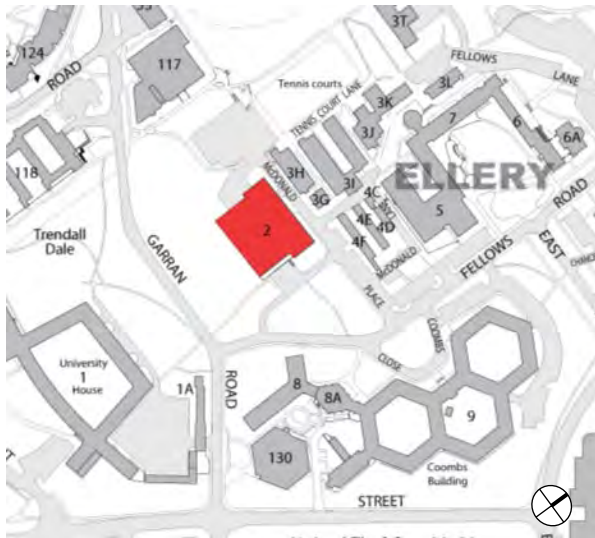 3T
124
ROAD
117
FELLOWS
LANE
Tennis courts
TENNIS COURT LANE
3L
3K
7
6
3J
6A
118
3H
McDONALD
3G
3I
4C
ELLERY
5
ROAD
Trendall
Dale
GARRAN
2
4E
4D
4F
McDONALD
PLACE
FELLOWS
EAST
COOMBS
CLOSE
University
1
House
1A
ROAD
8
8A
9
130
Coombs
Building
STREET